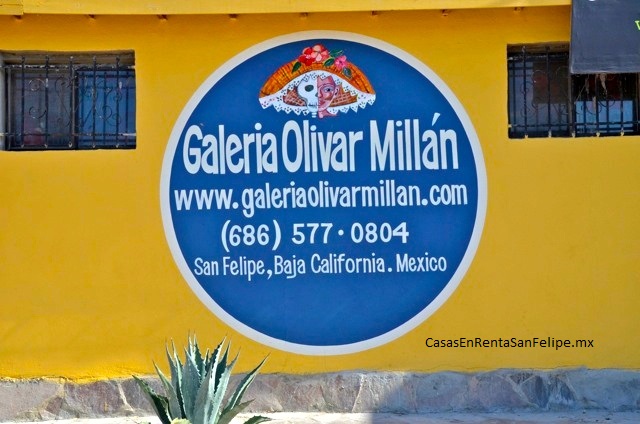 Galeria Olivar Millán
www.galeriaolivarmillan.com
(686) 577·0804
San Felipe, Baja California. Mexico
CasasEnRentaSanFelipe.mx